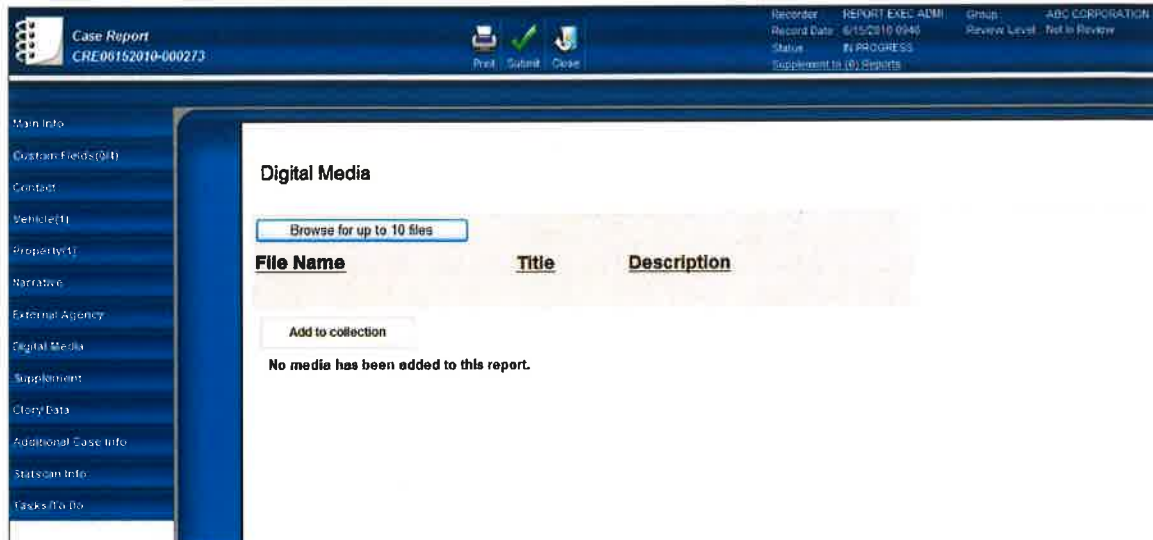 Case Report
CRE06152010-000273
Print Submit Close
Recorder REPORT EXEC ADMI Group ABC CORPORATION
Record Date 6/15/2010 0946 Review Level Not In Review
Status IN PROGRESS
Supplement to (0) Reports
Main Info
Custom Fields(0/4)
Contact
Vehicle(1)
Property(1)
Narrative
External Agency
Digital Media
Supplement
Clery Data
Additional Case Info
Statscan Info
Tasks/To Do
Digital Media
Browse for up to 10 files
File Name Title Description
Add to collection
No media has been added to this report.